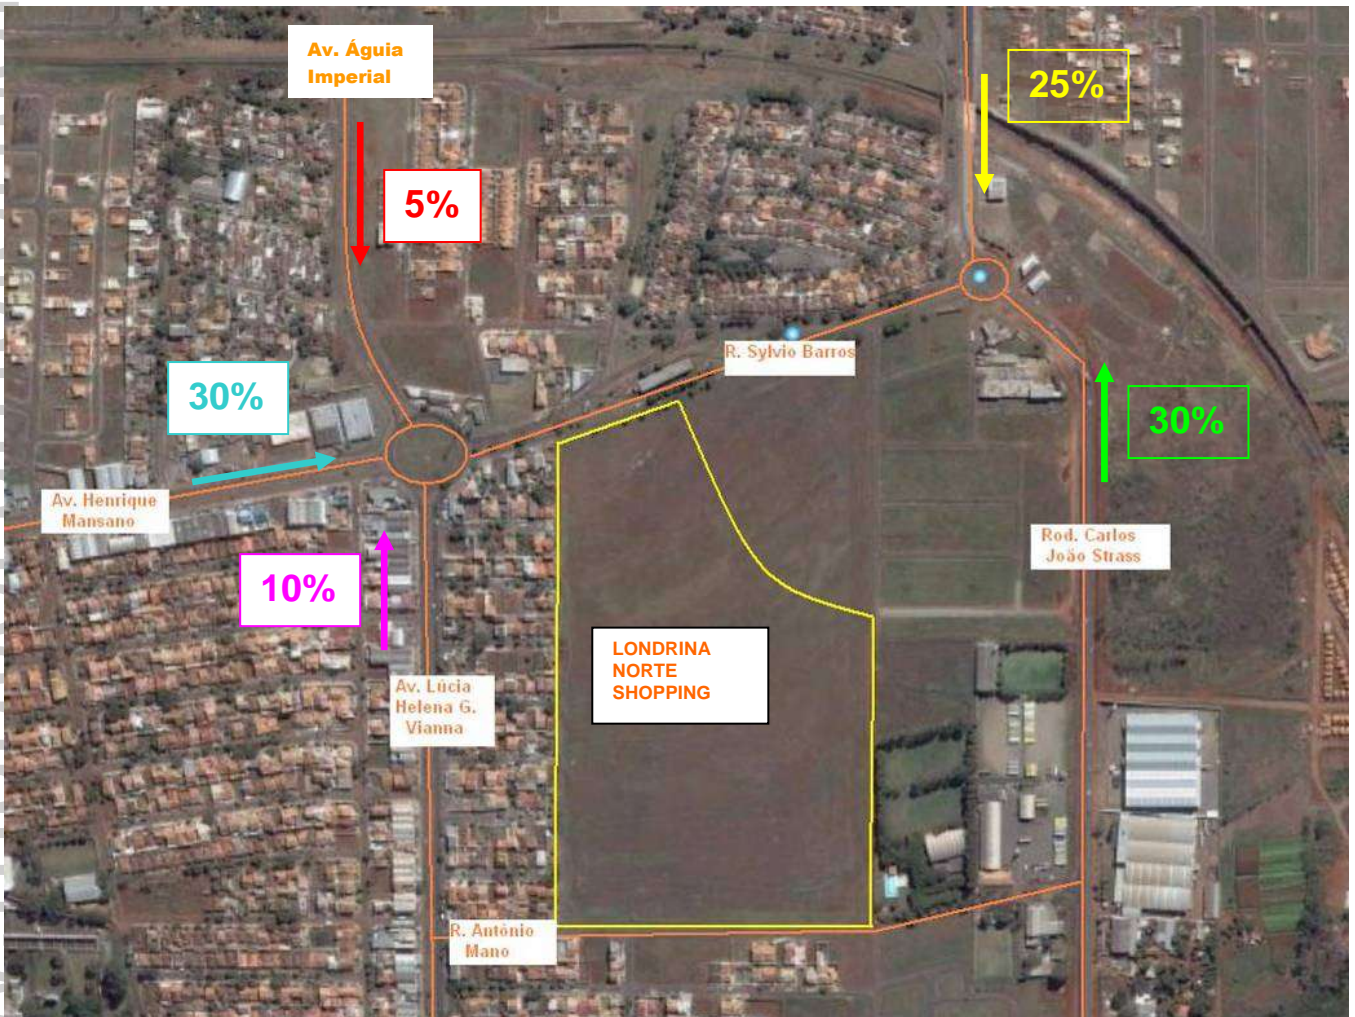 Av. Águia
Imperial
25%
5%
R. Sylvio Barros
30%
30%
Av. Henrique
Mansano
Rod. Carlos
João Strass
10%
LONDRINA
NORTE
SHOPPING
Av. Lúcia
Helena G.
Vianna
R. Antônio
Mano